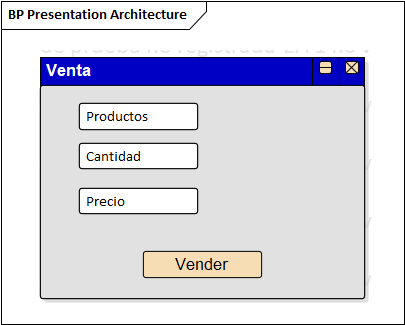 BP Presentation Architecture
Venta
Productos
Cantidad
Precio
Vender